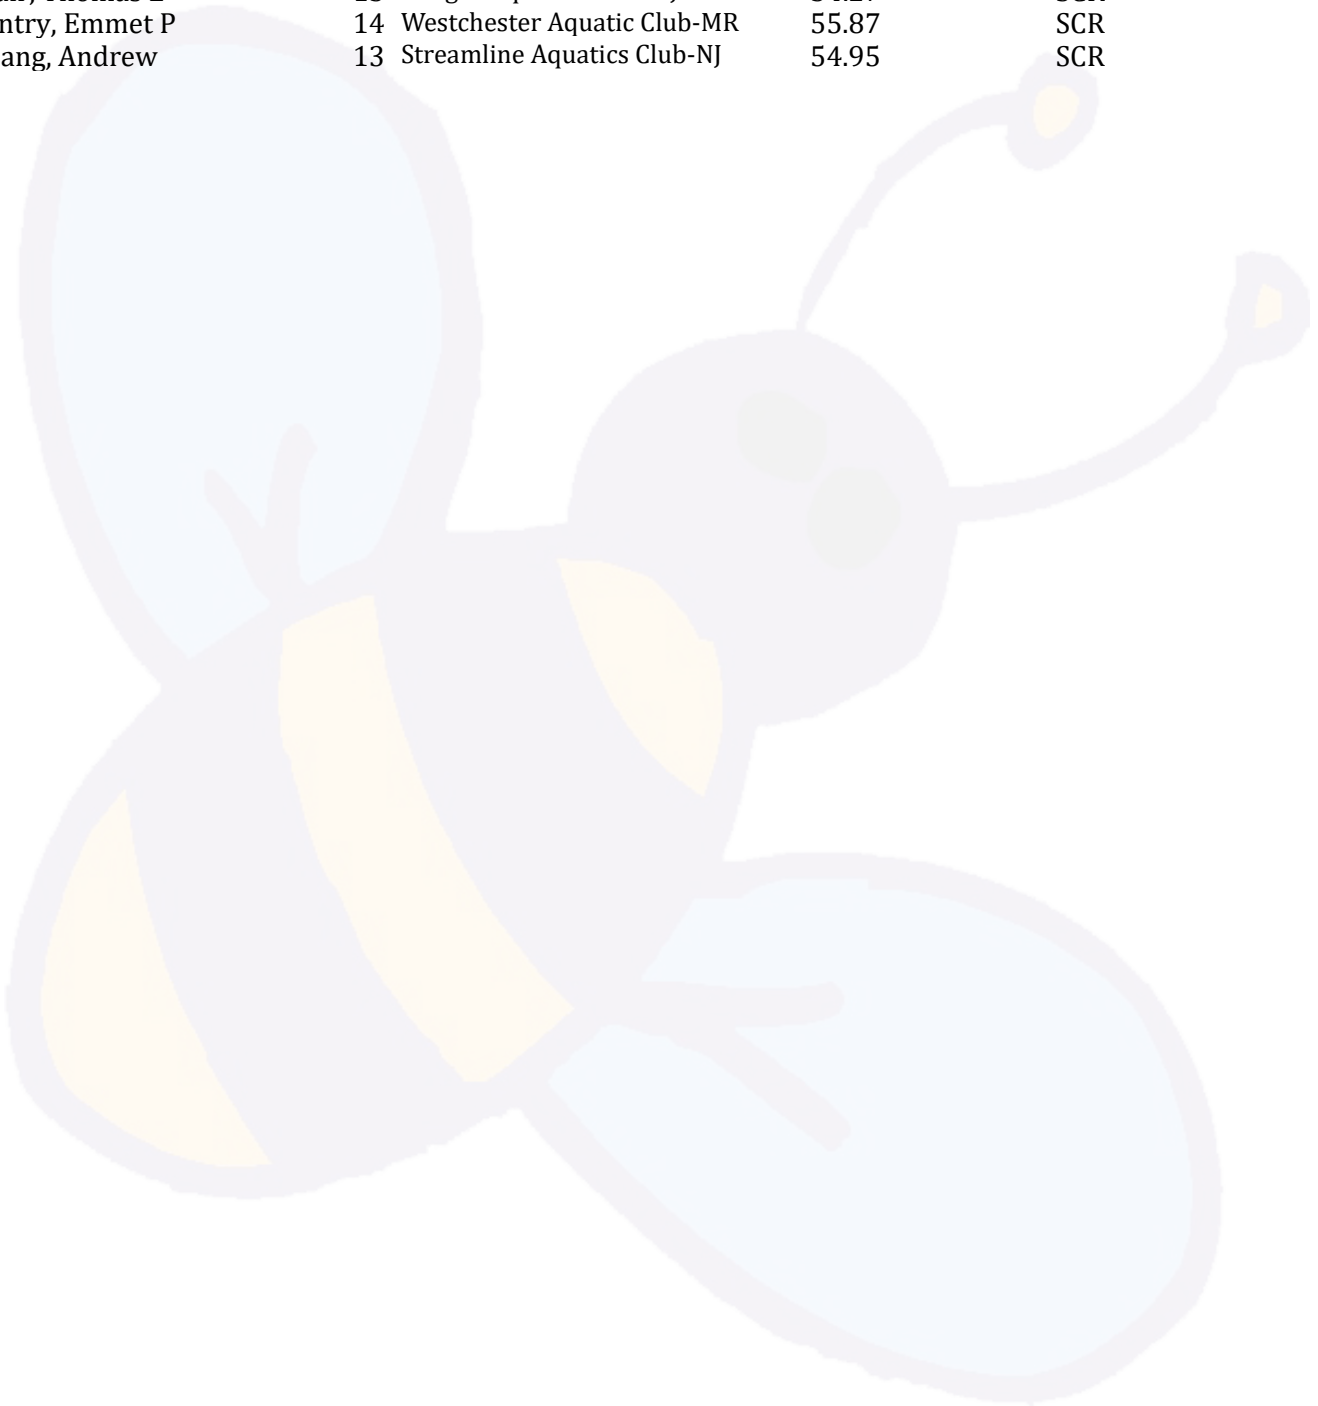 Thomas
ntry, Emmet P 14 Westchester Aquatic Club-MR 55.87 SCR
ang, Andrew 13 Streamline Aquatics Club-NJ 54.95 SCR